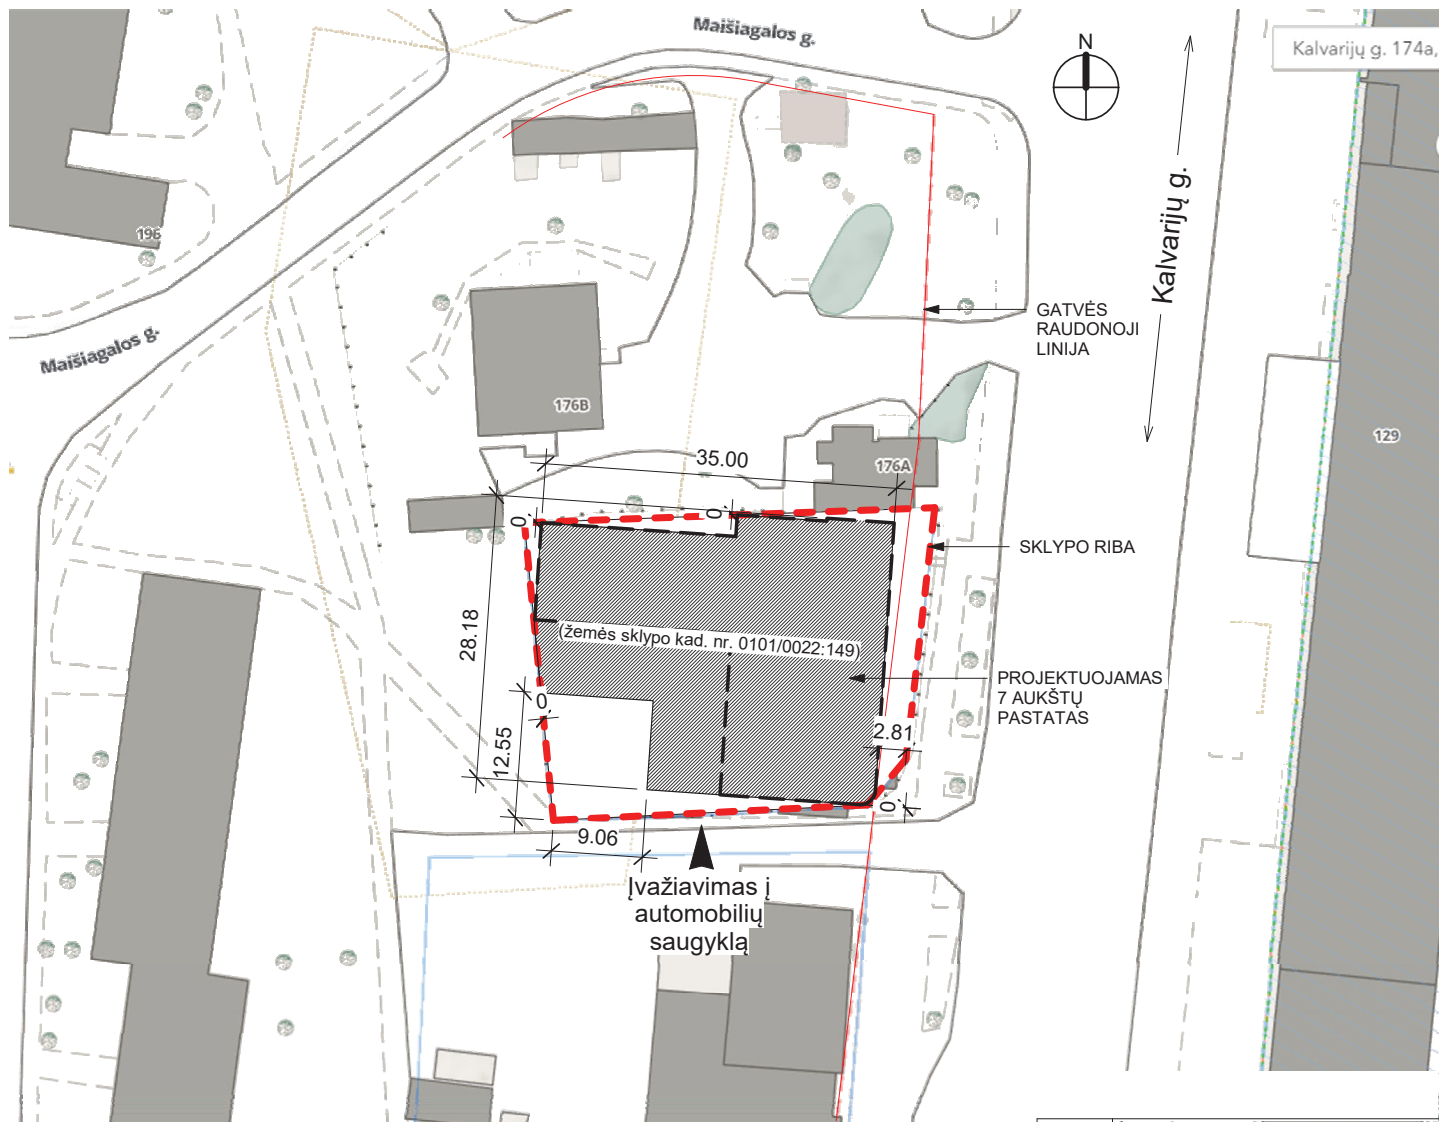 Maišiagalos g.
N
Kalvarijų g. 174a,
Kalvarijų g.
196
GATVĖS
RAUDONOJI
LINIJA
Maišiagalos g.
176B
129
35.00
176A
0
0
SKLYPO RIBA
28.18
(žemės sklypo kad. nr. 0101/0022:149)
PROJEKTUOJAMAS
7 AUKŠTŲ
PASTATAS
0
2.81
12.55
0
9.06
Įvažiavimas į
automobilių
saugyklą